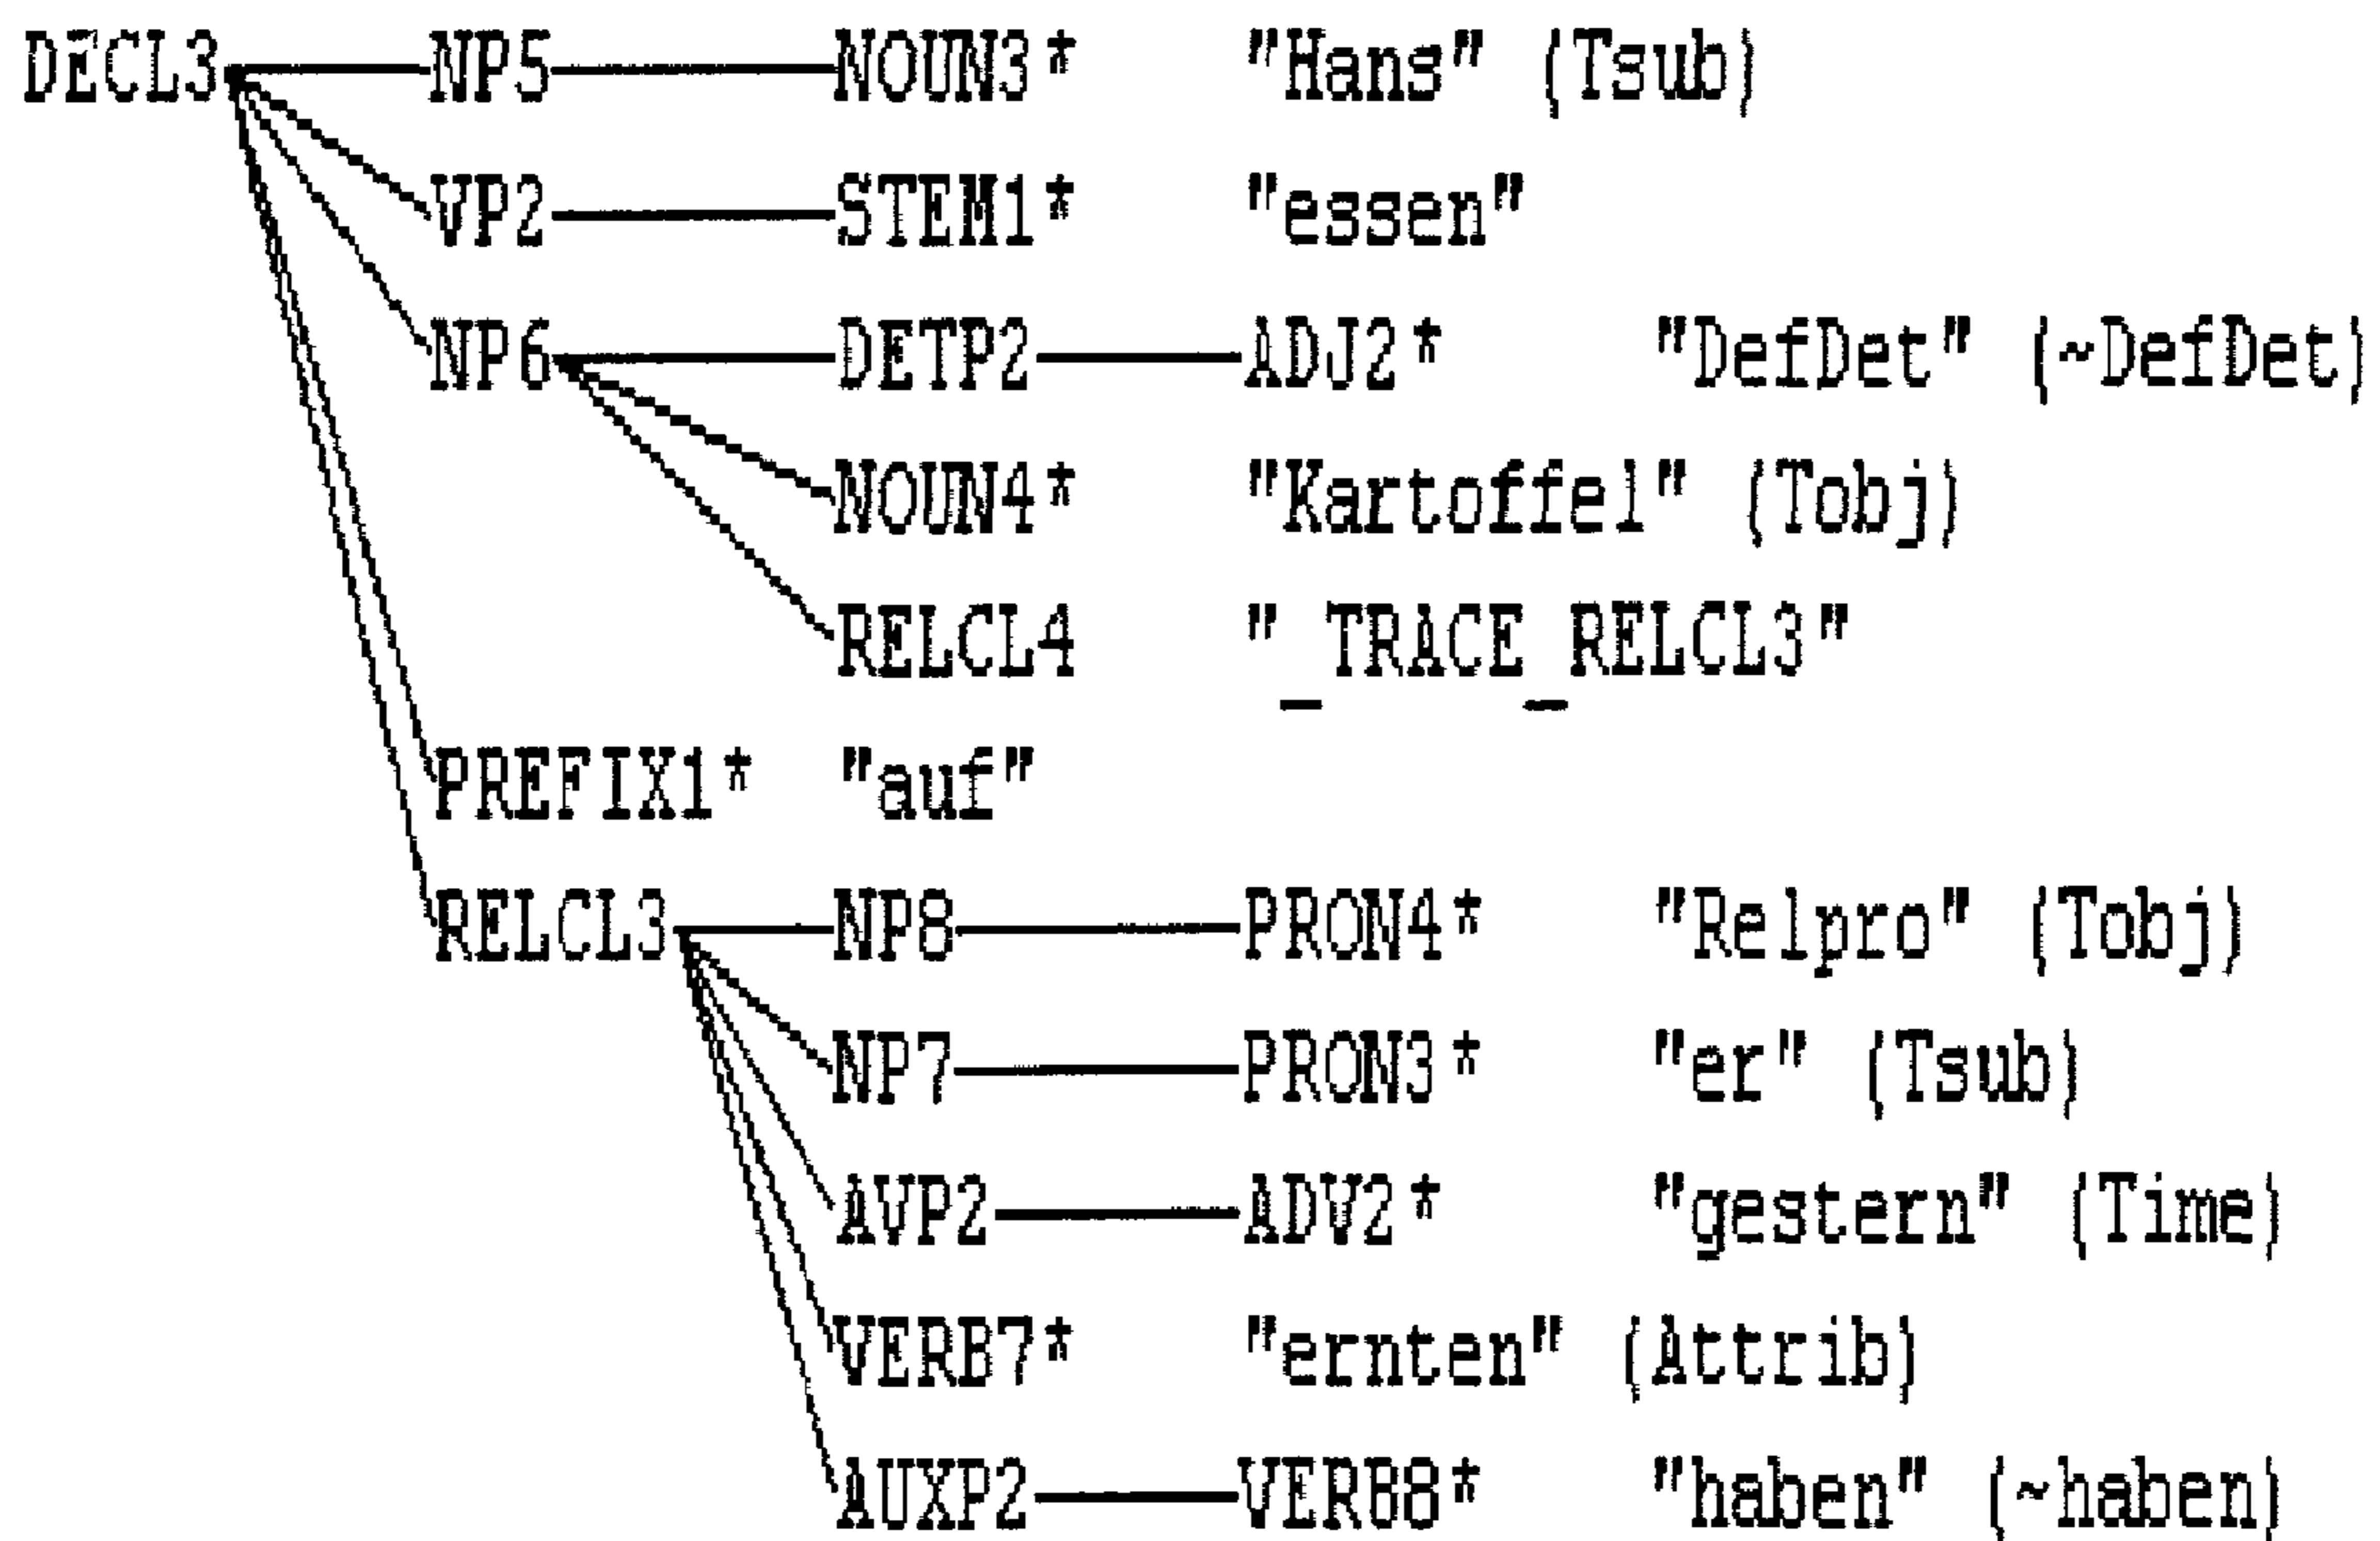 DECL3 NP5 NOUN3* "Hans" (Tsub)
VP2 STEM1* "essen"
NP6 DETP2 ADJ2* "DefDet" (~DefDet)
NOUN4* "Kartoffel" (Tobj)
RELCL4 "_TRACE_RELCL3"
PREFIX1* "auf"
RELCL3 NP8 PRON4* "Relpro" (Tobj)
NP7 PRON3* "er" (Tsub)
AVP2 ADV2* "gestern" (Time)
VERB7* "ernten" (Attrib)
AUXP2 VERB8* "haben" (~haben)